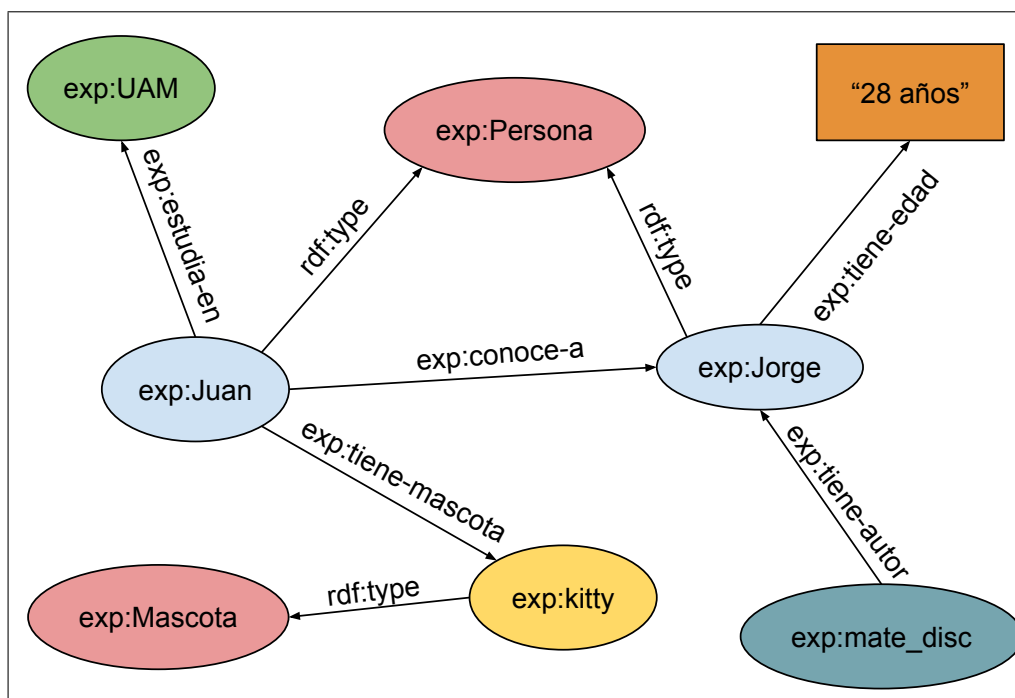 exp:UAM
exp:Persona
“28 años”
exp:estudia-en
rdf:type
rdf:type
exp:tiene-edad
exp:conoce-a
exp:Juan
exp:Jorge
exp:tiene-mascota
exp:tiene-autor
exp:Mascota
rdf:type
exp:kitty
exp:mate_disc